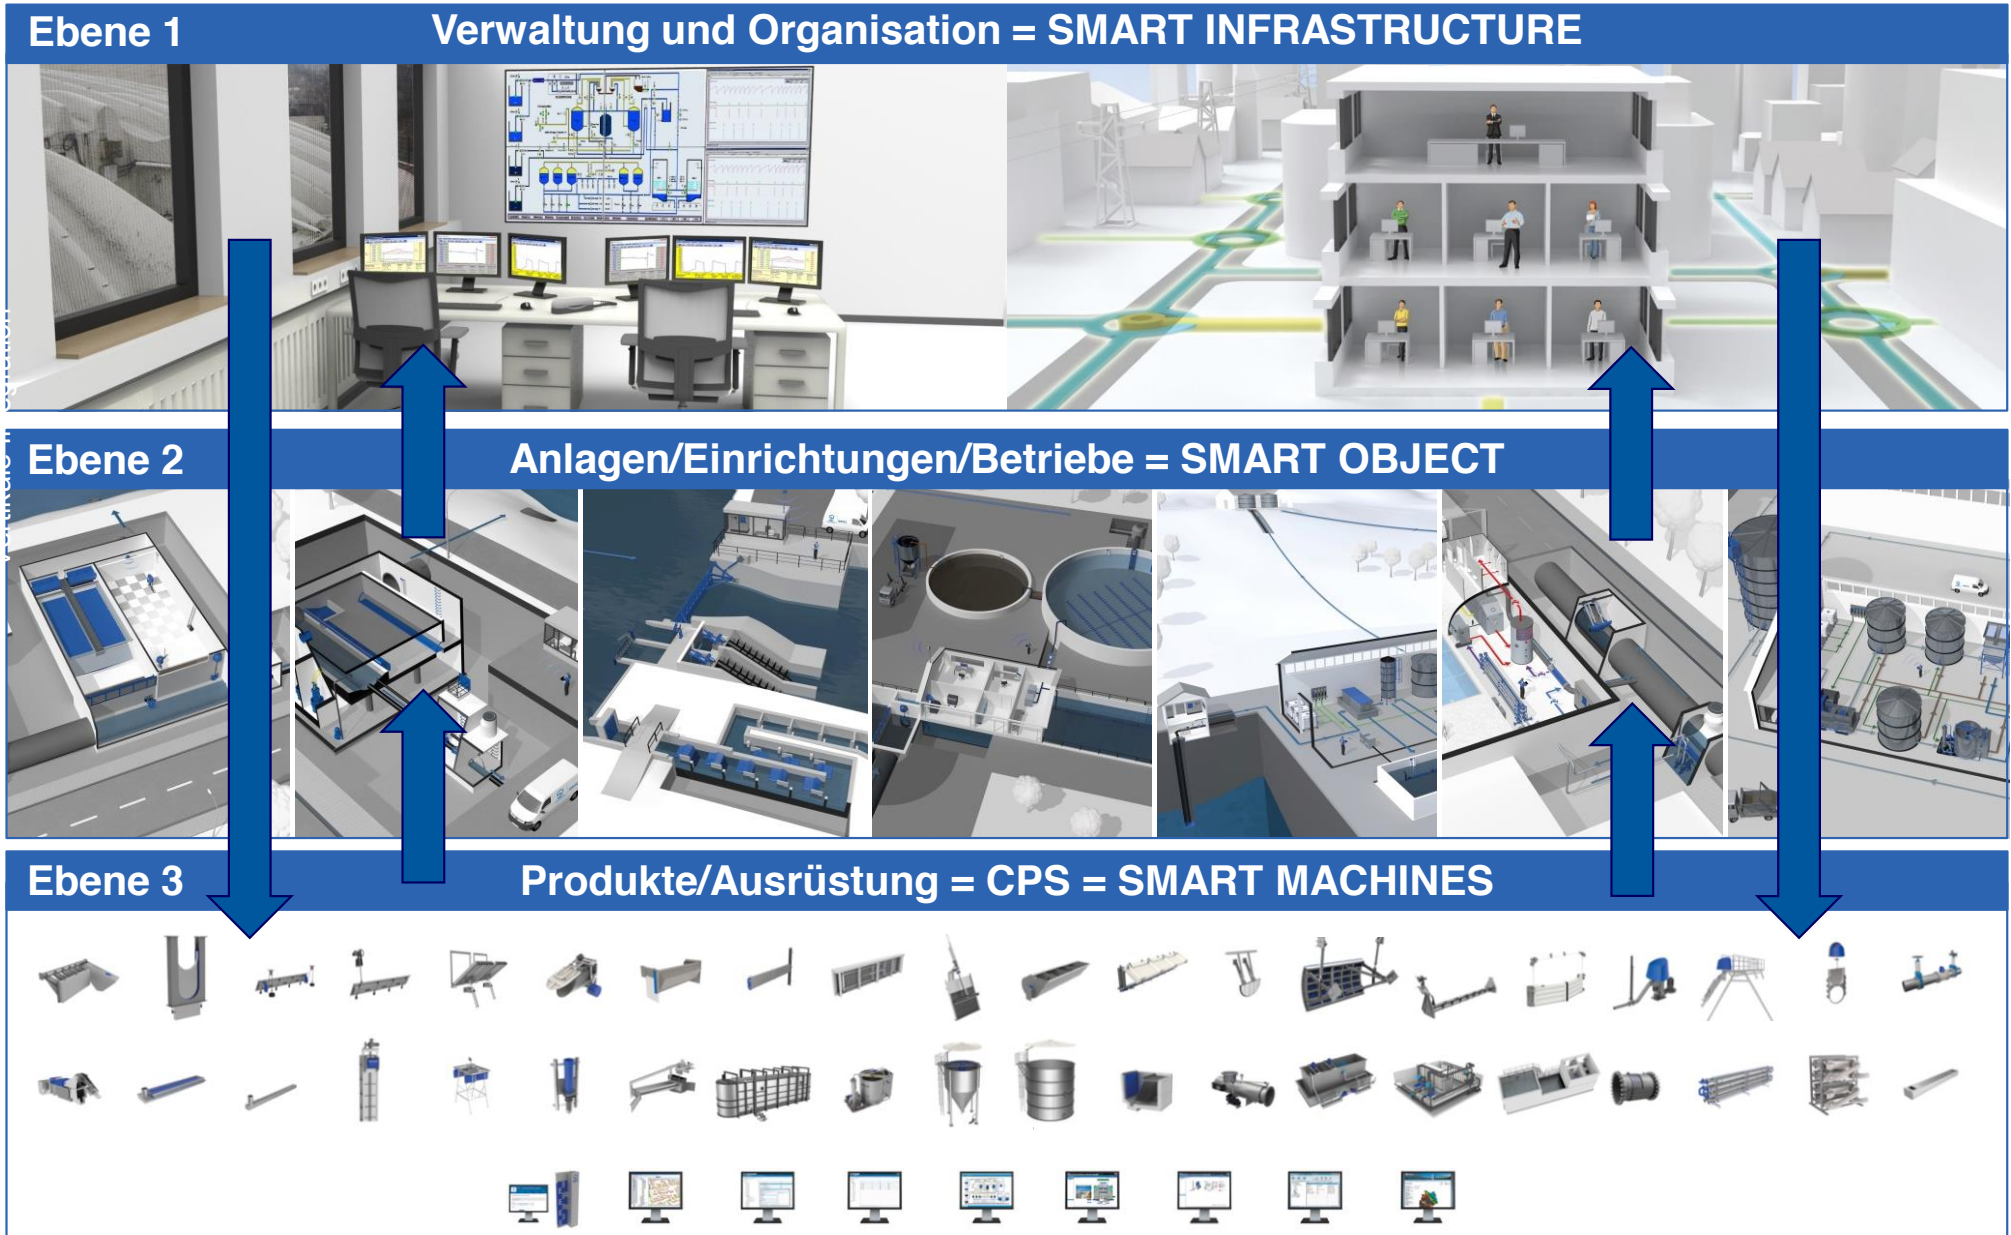 Ebene 1
Verwaltung und Organisation = SMART INFRASTRUCTURE
Ebene 2
Anlagen/Einrichtungen/Betriebe = SMART OBJECT
Ebene 3
Produkte/Ausrüstung = CPS = SMART MACHINES